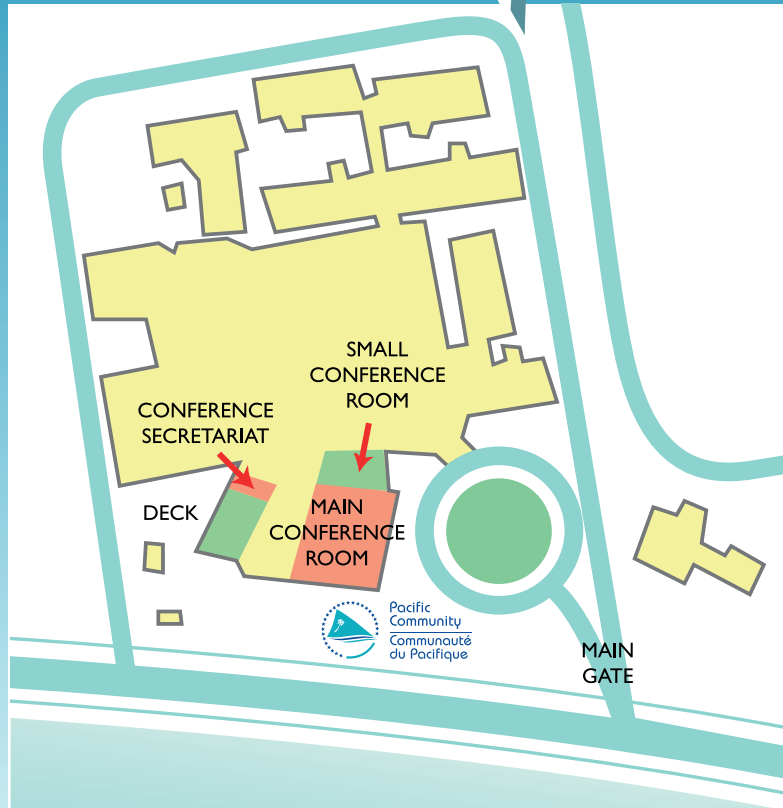 SMALL
CONFERENCE
ROOM
CONFERENCE
SECRETARIAT
DECK
MAIN
CONFERENCE
ROOM
Pacific
Community
Communauté
du Pacifique
MAIN
GATE